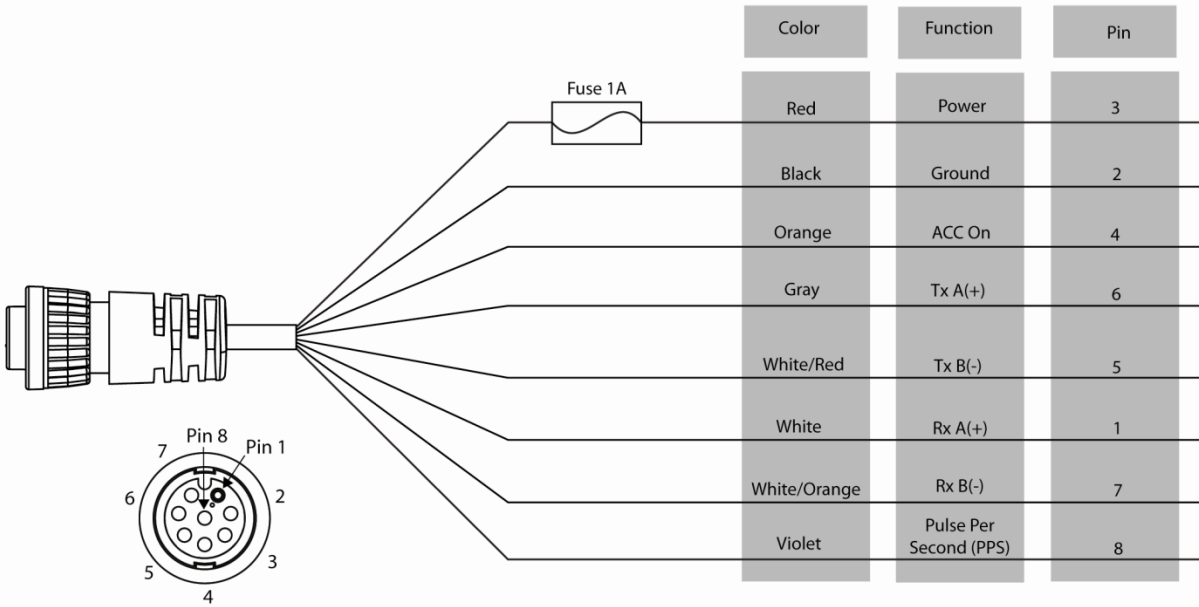 Color Function Pin
Fuse 1A
Red Power 3
Black Ground 2
Orange ACC On 4
Gray Tx A(+) 6
White/Red Tx B(-) 5
White Rx A(+) 1
White/Orange Rx B(-) 7
Violet Pulse Per
Second (PPS) 8
Pin 8
7 Pin 1
6 2
5 3
4